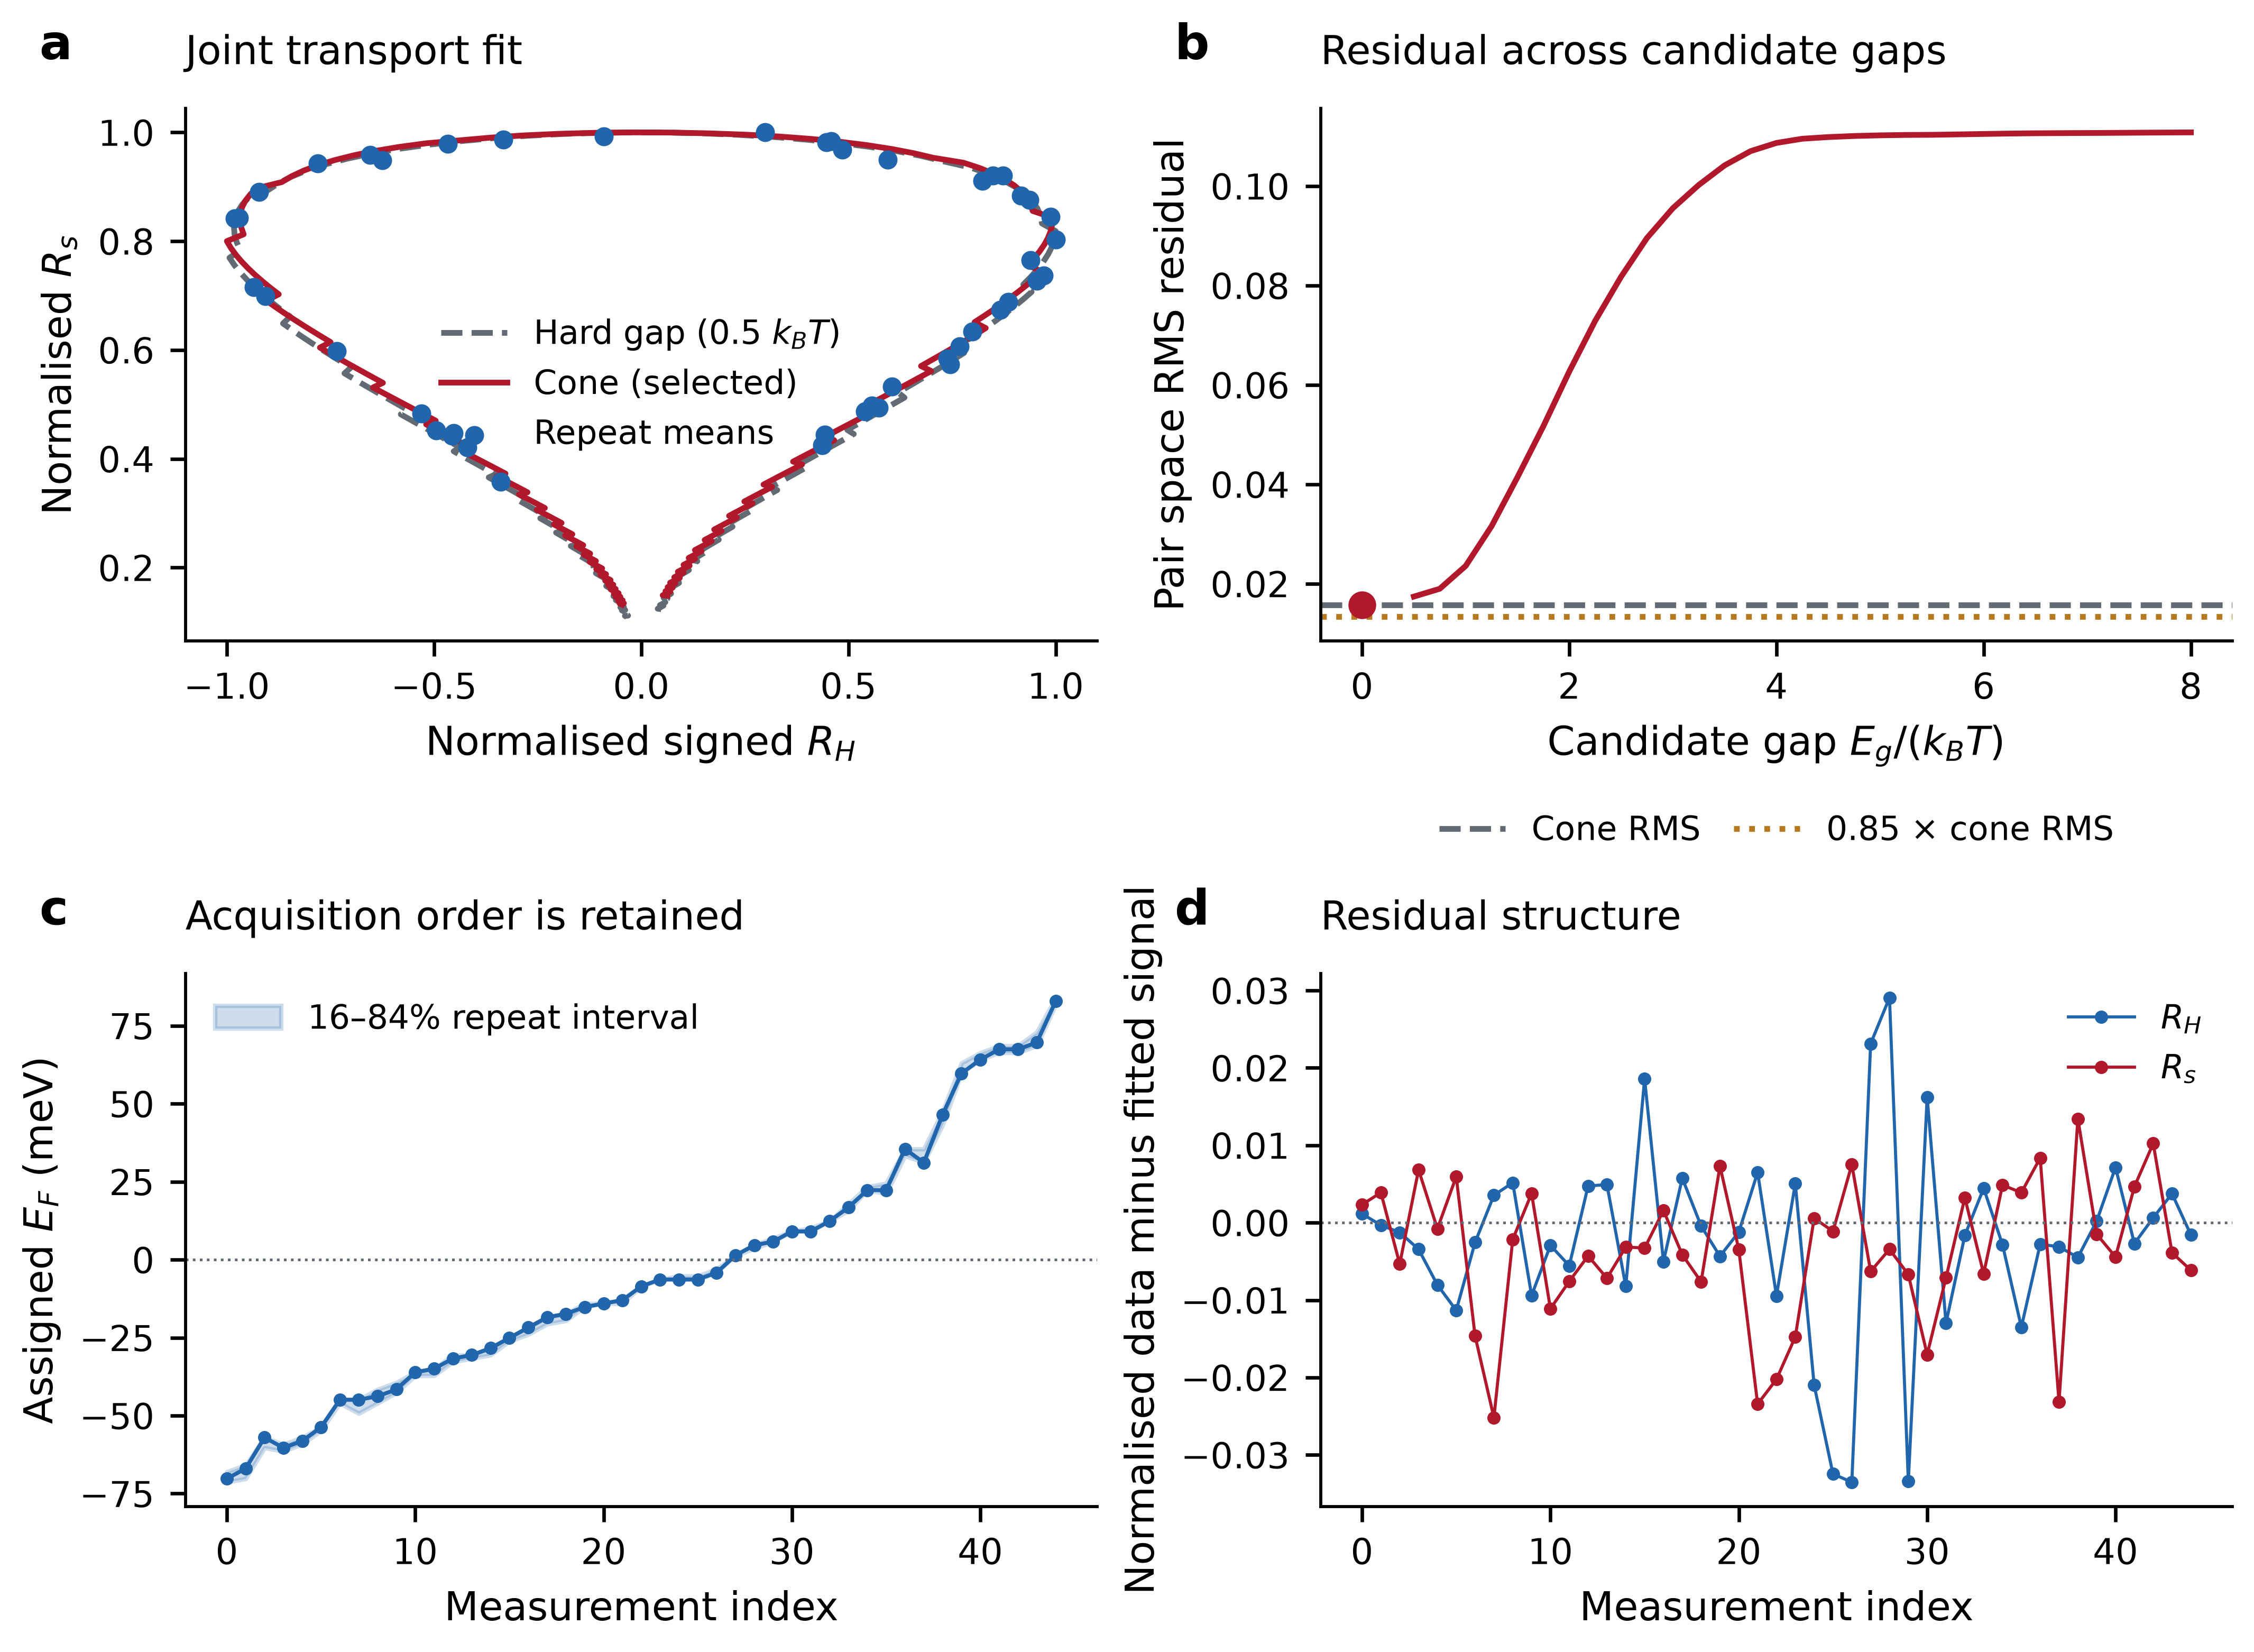 a
Joint transport fit
Normalised R_s
1.0
0.8
0.6
0.4
0.2
Hard gap (0.5 k_BT)
Cone (selected)
Repeat means
−1.0 −0.5 0.0 0.5 1.0
Normalised signed R_H
b
Residual across candidate gaps
Pair space RMS residual
0.10
0.08
0.06
0.04
0.02
0 2 4 6 8
Candidate gap E_g/(k_BT)
Cone RMS
0.85 × cone RMS
c
Acquisition order is retained
Assigned E_F (meV)
75
50
25
0
−25
−50
−75
16–84% repeat interval
0 10 20 30 40
Measurement index
d
Residual structure
Normalised data minus fitted signal
0.03
0.02
0.01
0.00
−0.01
−0.02
−0.03
R_H
R_s
0 10 20 30 40
Measurement index